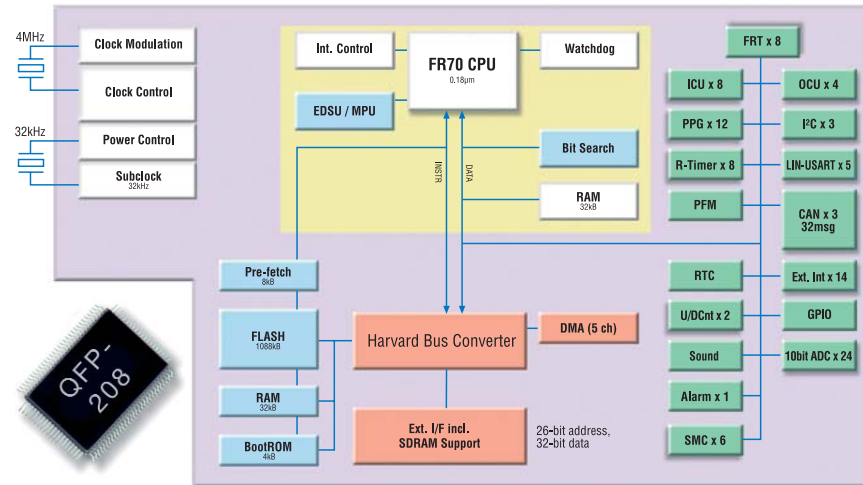 4MHz
Clock Modulation
Clock Control
32kHz
Power Control
Subclock
32kHz
Int. Control
FR70 CPU
0.18µm
Watchdog
EDSU / MPU
Bit Search
INSTR
DATA
RAM
32kB
Pre-fetch
8kB
FLASH
1088kB
RAM
32kB
BootROM
4kB
Harvard Bus Converter
DMA (5 ch)
Ext. I/F incl.
SDRAM Support
26-bit address,
32-bit data
FRT x 8
ICU x 8
OCU x 4
PPG x 12
I²C x 3
R-Timer x 8
LIN-USART x 5
PFM
CAN x 3
32msg
RTC
Ext. Int x 14
U/DCnt x 2
GPIO
Sound
10bit ADC x 24
Alarm x 1
SMC x 6
QFP-
208